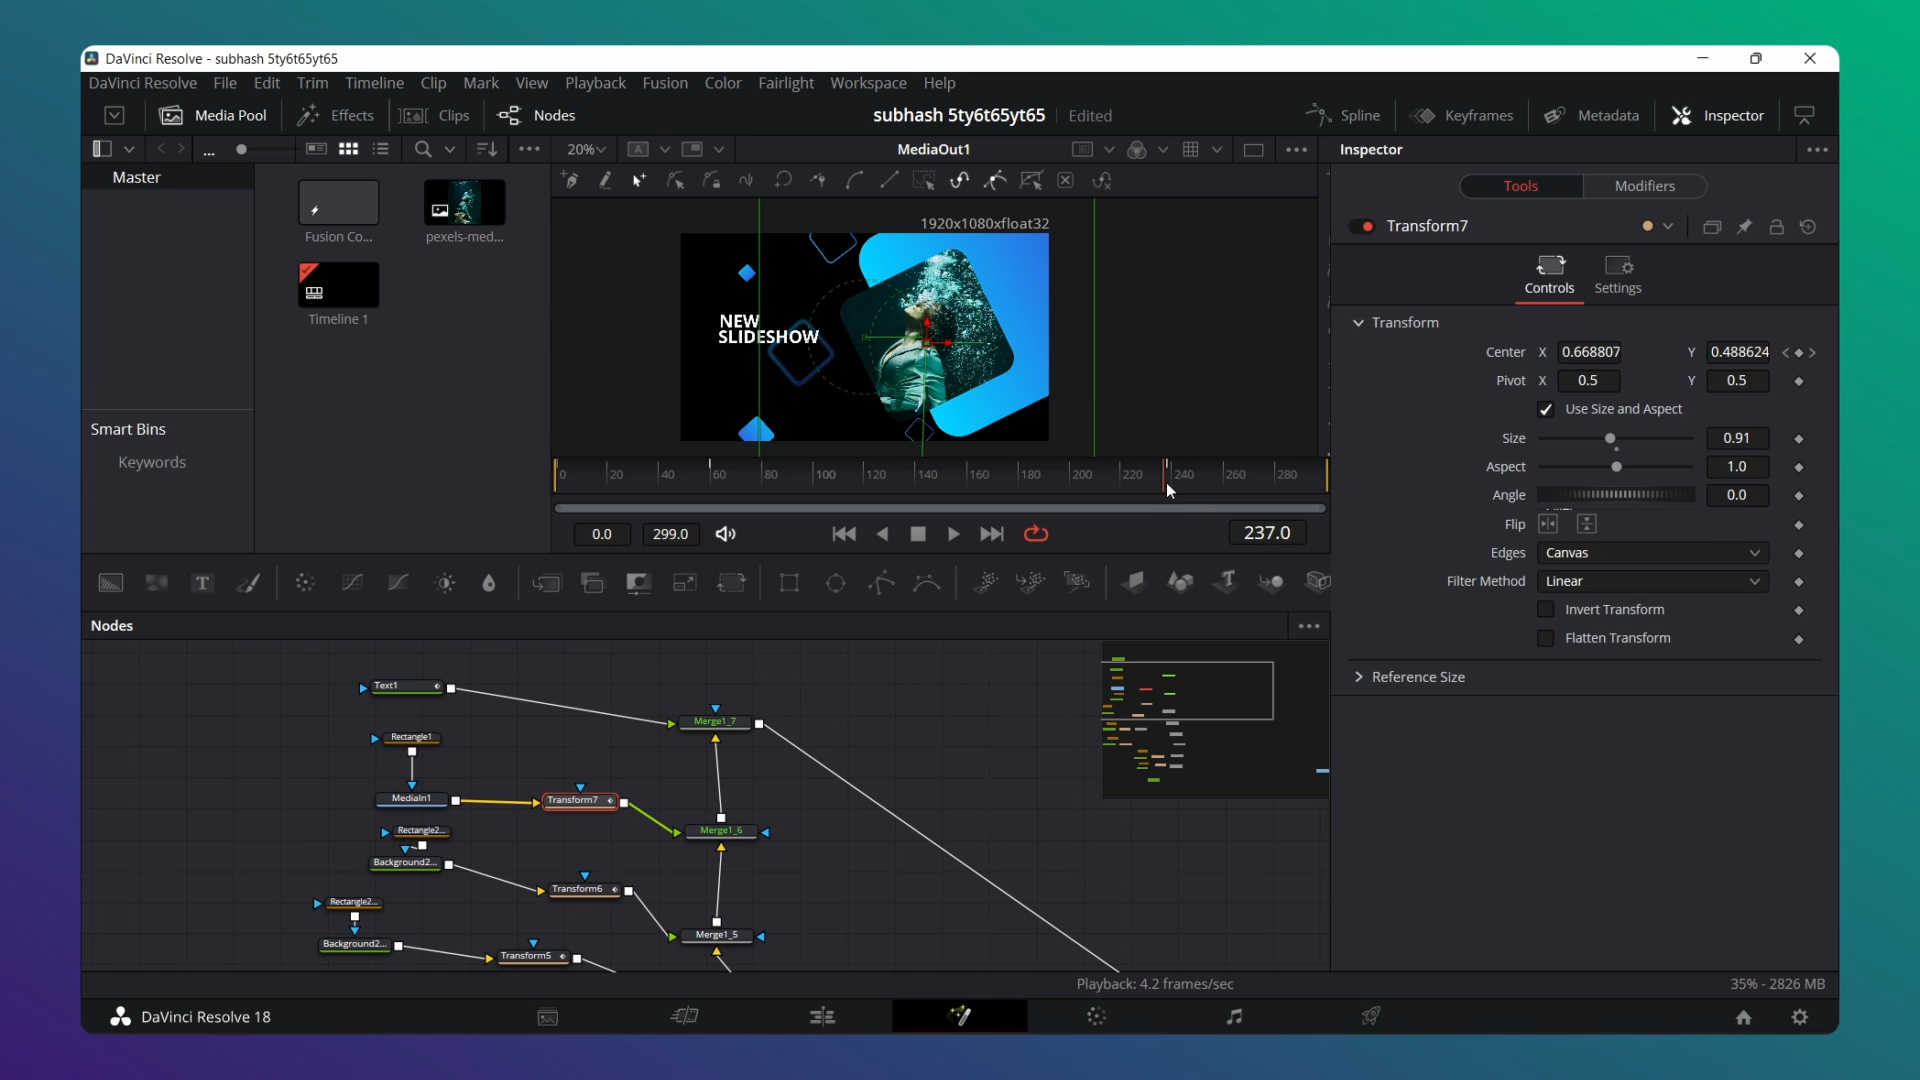 DaVinci Resolve - subhash 5ty6t65yt65
DaVinci Resolve File Edit Trim Timeline Clip Mark View Playback Fusion Color Fairlight Workspace Help
Media Pool Effects Clips Nodes subhash 5ty6t65yt65 Edited Spline Keyframes Metadata Inspector
... 20% A MediaOut1 Inspector
Master
Fusion Co...
pexels-med...
Timeline 1
Smart Bins
Keywords
1920x1080xfloat32
NEW
SLIDESHOW
0 20 40 60 80 100 120 140 160 180 200 220 240 260 280
0.0 299.0 237.0
Tools Modifiers
Transform7
Controls Settings
Transform
Center X 0.668807 Y 0.488624
Pivot X 0.5 Y 0.5
Use Size and Aspect
Size 0.91
Aspect 1.0
Angle 0.0
Flip
Edges Canvas
Filter Method Linear
Invert Transform
Flatten Transform
Reference Size
T T
Nodes
Text1
Merge1_7
Rectangle1
MediaIn1
Transform7
Rectangle2...
Merge1_6
Background2...
Transform6
Rectangle2...
Merge1_5
Background2...
Transform5
Playback: 4.2 frames/sec 35% - 2826 MB
DaVinci Resolve 18